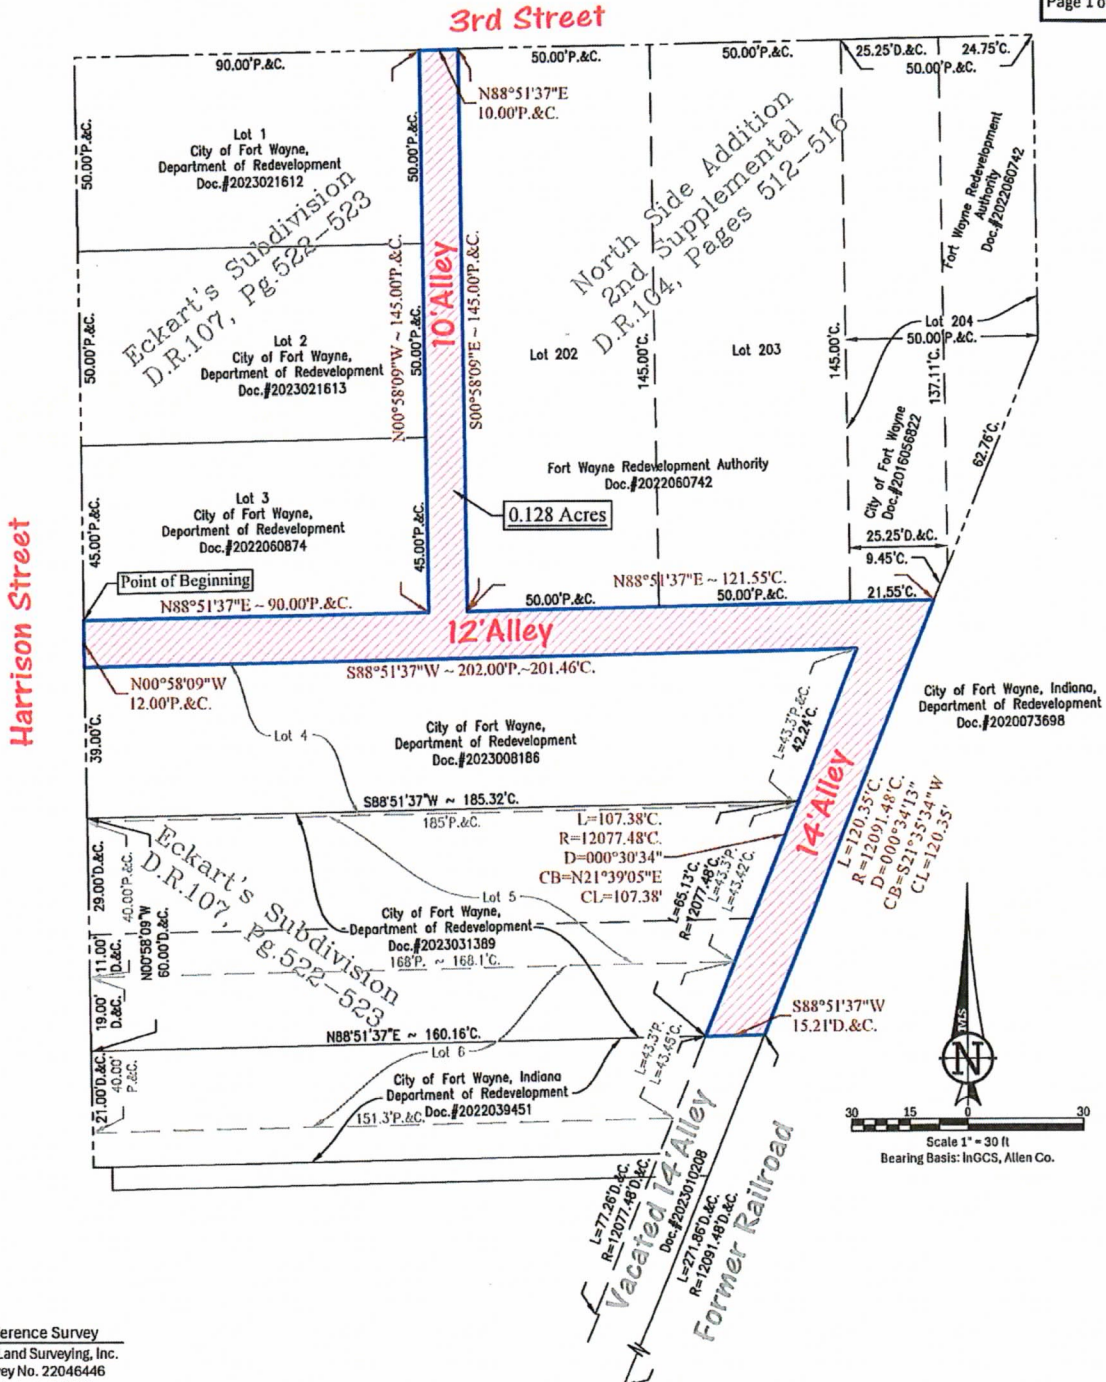 Page 1 o
3rd Street
90.00'P.&C.
50.00'P.&C.
50.00'P.&C.
25.25'D.&C.
24.75'C.
50.00'P.&C.
N88°51'37"E
10.00'P.&C.
50.00'P.&C.
Lot 1
City of Fort Wayne,
Department of Redevelopment
Doc.#2023021612
50.00'P.&C.
Eckart's Subdivision
D.R.107, Pg.522-523
North Side Addition
2nd Supplemental
D.R.104, Pages 512-516
Fort Wayne Redevelopment
Authority
Doc.#2022060742
50.00'P.&C.
Lot 2
City of Fort Wayne,
Department of Redevelopment
Doc.#2023021613
50.00'P.&C.
N00°58'09"W ~ 145.00'P.&C.
10'Alley
S00°58'09"E ~ 145.00'P.&C.
Lot 202
145.00'C.
Lot 203
145.00'C.
Lot 204
50.00'P.&C.
137.11'C.
62.76'C.
City of Fort Wayne
Doc.#2016056822
Fort Wayne Redevelopment Authority
Doc.#2022060742
0.128 Acres
45.00'P.&C.
Lot 3
City of Fort Wayne,
Department of Redevelopment
Doc.#2022060874
45.00'P.&C.
25.25'D.&C.
9.45'C.
Harrison Street
Point of Beginning
N88°51'37"E ~ 90.00'P.&C.
N88°51'37"E ~ 121.55'C.
50.00'P.&C.
50.00'P.&C.
21.55'C.
12'Alley
S88°51'37"W ~ 202.00'P.~201.46'C.
N00°58'09"W
12.00'P.&C.
39.00'C.
Lot 4
City of Fort Wayne,
Department of Redevelopment
Doc.#2023008186
L=43.3'P.&C.
42.24'C.
City of Fort Wayne, Indiana,
Department of Redevelopment
Doc.#2020073698
S88°51'37"W ~ 185.32'C.
185'P.&C.
14'Alley
L=120.35'C.
R=12091.48'C.
D=000°34'13"
CB=S21°35'34"W
CL=120.35'
L=107.38'C.
R=12077.48'C.
D=000°30'34"
CB=N21°39'05"E
CL=107.38'
L=65.13'C.
R=12077.48'C.
L=43.3'P.
L=43.42'C.
29.00'D.&C.
40.00'P.&C.
N00°58'09"W
60.00'D.&C.
Eckart's Subdivision
D.R.107, Pg.522-523
Lot 5
City of Fort Wayne,
Department of Redevelopment
Doc.#2023031389
11.00'
D.&C.
168'P. ~ 168.1'C.
19.00'
D.&C.
S88°51'37"W
15.21'D.&C.
N88°51'37"E ~ 160.16'C.
Lot 6
L=43.3'P.
L=43.45'C.
21.00'D.&C.
40.00'
P.&C.
City of Fort Wayne, Indiana
Department of Redevelopment
Doc.#2022039451
151.3'P.&C.
MS
N
30 15 0 30
Scale 1" = 30 ft
Bearing Basis: InGCS, Allen Co.
L=77.26'D.&C.
R=12077.48'D.&C.
Vacated 14'Alley
Doc.#2023010208
L=271.86'D.&C.
R=12091.48'D.&C.
Former Railroad
erence Survey
Land Surveying, Inc.
vey No. 22046446